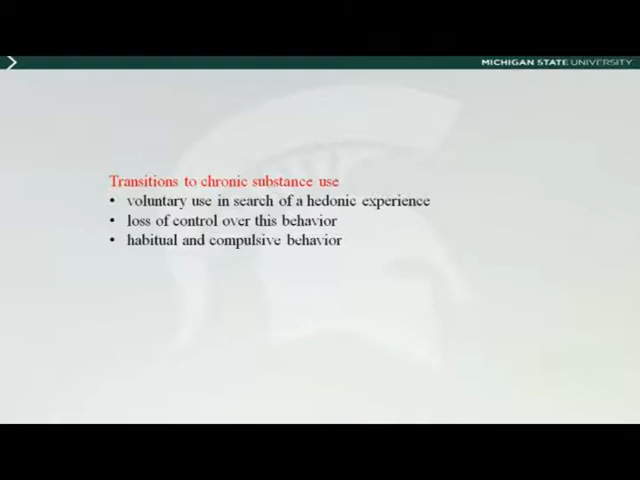 MICHIGAN STATE UNIVERSITY
Transitions to chronic substance use
• voluntary use in search of a hedonic experience
• loss of control over this behavior
• habitual and compulsive behavior